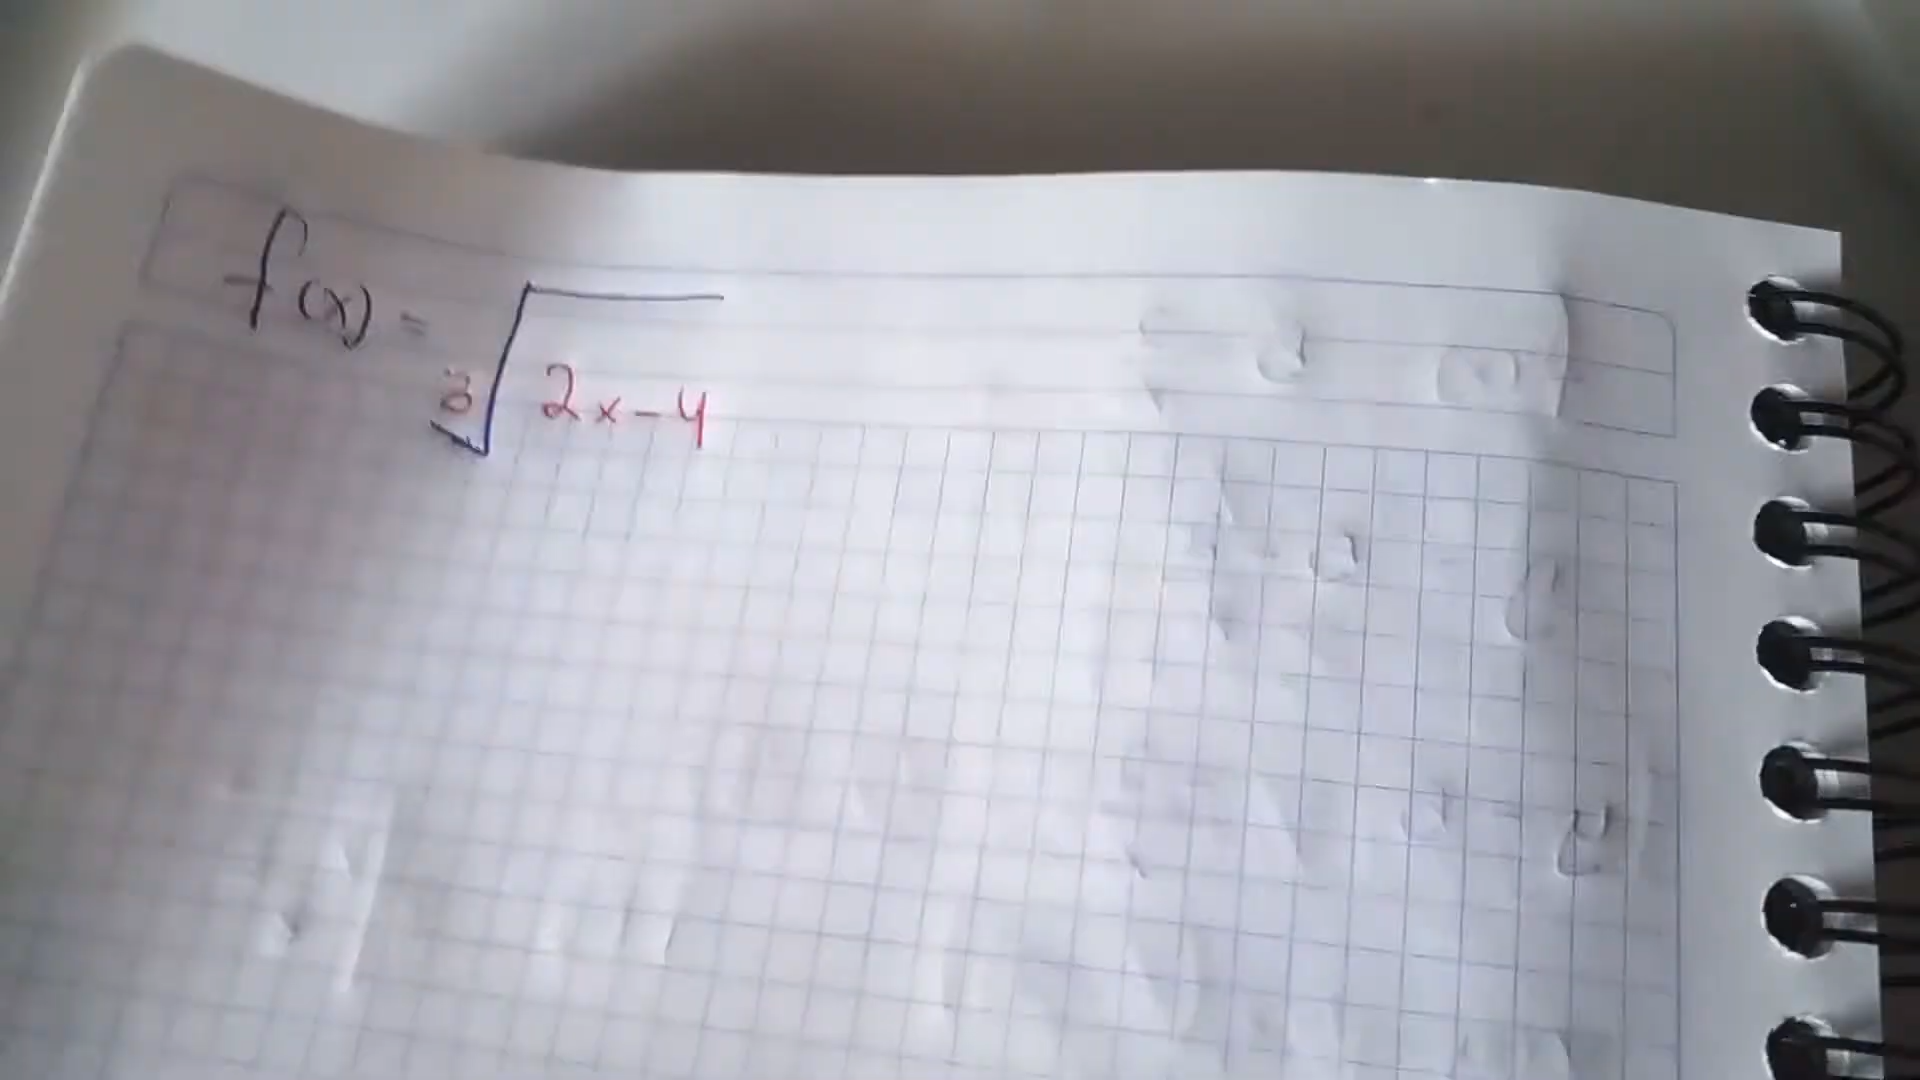 f(x) = ∛2x-4